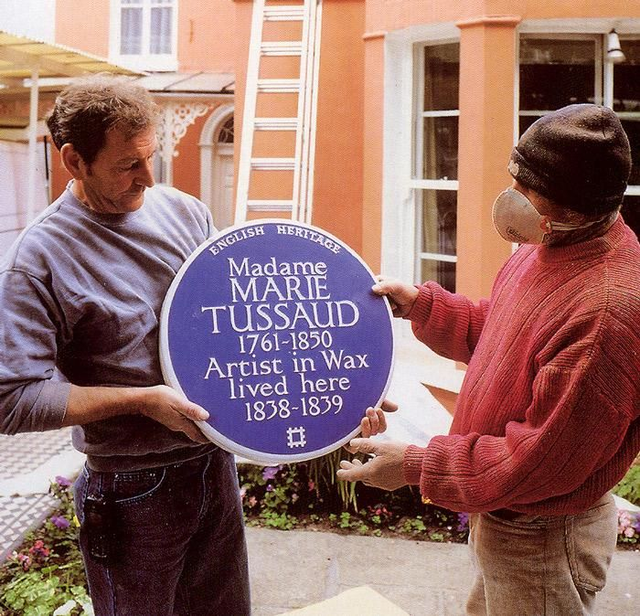 ENGLISH HERITAGE
Madame
MARIE
TUSSAUD
1761-1850
Artist in Wax
lived here
1838-1839